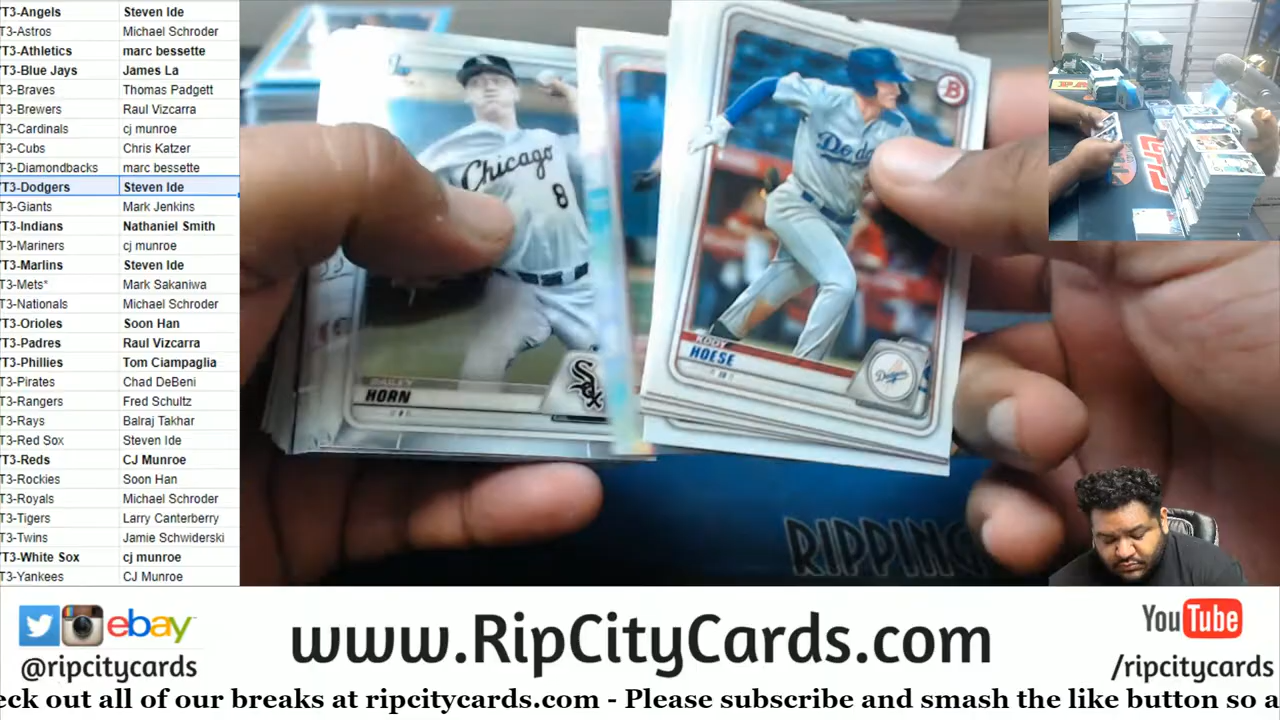 T3-Angels Steven Ide
T3-Astros Michael Schroder
T3-Athletics marc bessette
T3-Blue Jays James La
T3-Braves Thomas Padgett
T3-Brewers Raul Vizcarra
T3-Cardinals cj munroe
T3-Cubs Chris Katzer
T3-Diamondbacks marc bessette
T3-Dodgers Steven Ide
T3-Giants Mark Jenkins
T3-Indians Nathaniel Smith
T3-Mariners cj munroe
T3-Marlins Steven Ide
T3-Mets* Mark Sakaniwa
T3-Nationals Michael Schroder
T3-Orioles Soon Han
T3-Padres Raul Vizcarra
T3-Phillies Tom Ciampaglia
T3-Pirates Chad DeBeni
T3-Rangers Fred Schultz
T3-Rays Balraj Takhar
T3-Red Sox Steven Ide
T3-Reds CJ Munroe
T3-Rockies Soon Han
T3-Royals Michael Schroder
T3-Tigers Larry Canterberry
T3-Twins Jamie Schwiderski
T3-White Sox cj munroe
T3-Yankees CJ Munroe
Chicago
8
BAILEY
HORN
Sox
B
Do do
KODY
HOESE
Dodgers
RIPPING
ebay
@ripcitycards
www.RipCityCards.com
YouTube
/ripcitycards
eck out all of our breaks at ripcitycards.com - Please subscribe and smash the like button so a